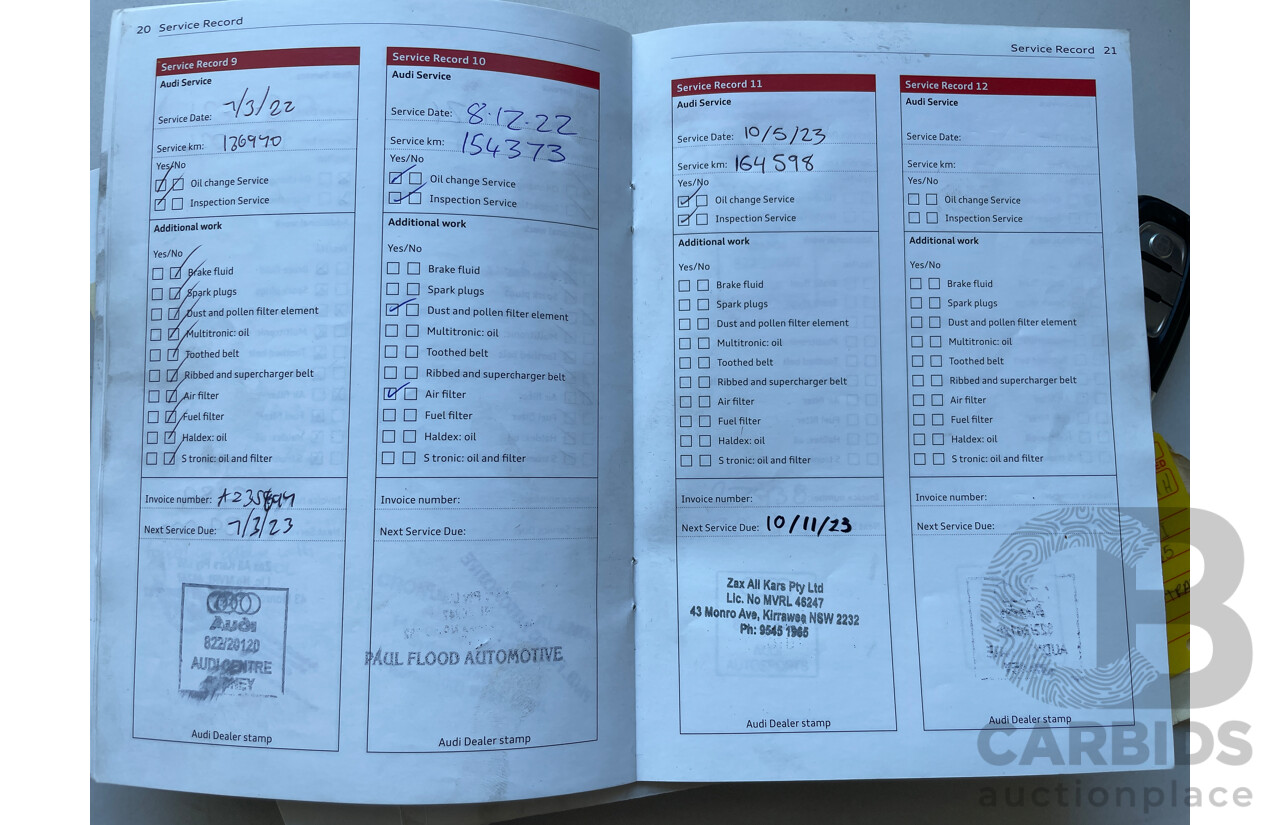 20 Service Record
Service Record 9
Audi Service
Service Date: 7/3/22
Service km: 136970
Yes/No
Oil change Service
Inspection Service
Additional work
Yes/No
Brake fluid
Spark plugs
Dust and pollen filter element
Multitronic: oil
Toothed belt
Ribbed and supercharger belt
Air filter
Fuel filter
Haldex: oil
S tronic: oil and filter
Invoice number:
Next Service Due: 7/3/23
Audi
822/20120
AUDI CENTRE
SYDNEY
Audi Dealer stamp
Service Record 10
Audi Service
Service Date: 8.12.22
Service km: 154373
Yes/No
Oil change Service
Inspection Service
Additional work
Yes/No
Brake fluid
Spark plugs
Dust and pollen filter element
Multitronic: oil
Toothed belt
Ribbed and supercharger belt
Air filter
Fuel filter
Haldex: oil
S tronic: oil and filter
Invoice number:
Next Service Due:
PAUL FLOOD AUTOMOTIVE
Audi Dealer stamp
Service Record 21
Service Record 11
Audi Service
Service Date: 10/5/23
Service km: 164598
Yes/No
Oil change Service
Inspection Service
Additional work
Yes/No
Brake fluid
Spark plugs
Dust and pollen filter element
Multitronic: oil
Toothed belt
Ribbed and supercharger belt
Air filter
Fuel filter
Haldex: oil
S tronic: oil and filter
Invoice number:
Next Service Due: 10/11/23
Zax All Kars Pty Ltd
Lic. No MVRL 46247
43 Monro Ave, Kirrawee NSW 2232
Ph: 9545 1965
Audi Dealer stamp
Service Record 12
Audi Service
Service Date:
Service km:
Yes/No
Oil change Service
Inspection Service
Additional work
Yes/No
Brake fluid
Spark plugs
Dust and pollen filter element
Multitronic: oil
Toothed belt
Ribbed and supercharger belt
Air filter
Fuel filter
Haldex: oil
S tronic: oil and filter
Invoice number:
Next Service Due:
Audi Dealer stamp
CB
CARBIDS
auctionplace